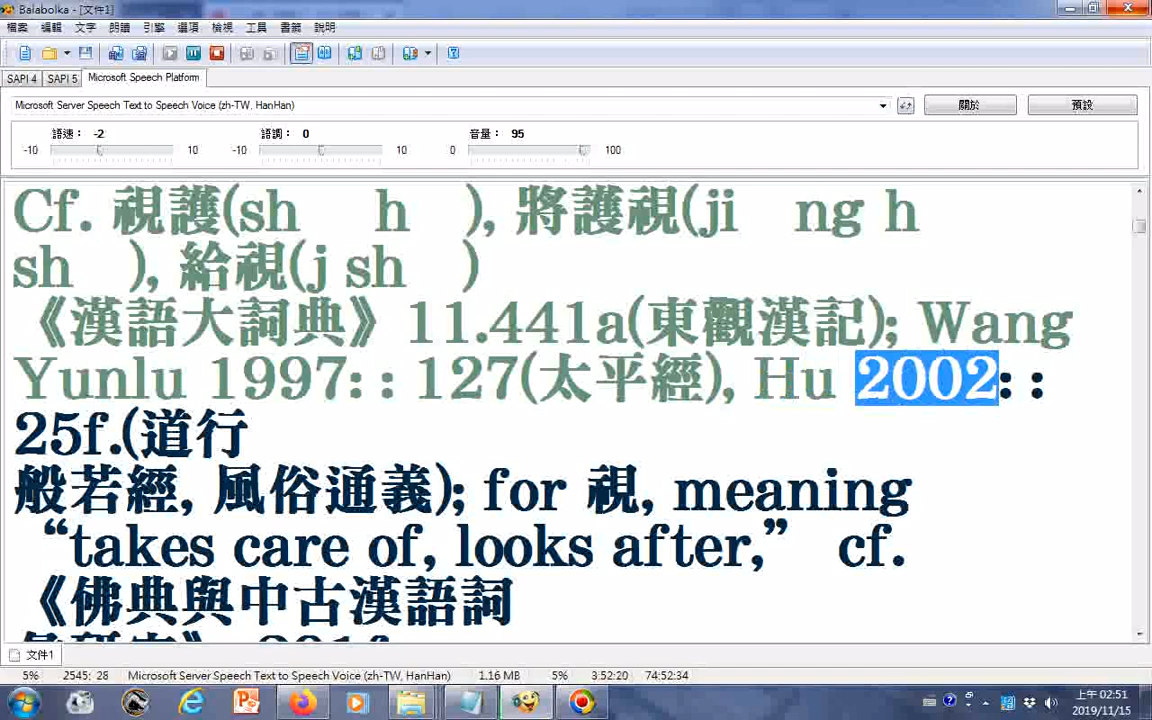 Balabolka - [文件1]
檔案 編輯 文字 朗讀 引擎 選項 檢視 工具 書籤 說明
SAPI 4 SAPI 5 Microsoft Speech Platform
Microsoft Server Speech Text to Speech Voice (zh-TW, HanHan) 關於 預設
語速： -2 語調： 0 音量： 95
-10 10 -10 10 0 100
Cf. 視護(sh h ), 將護視(ji ng h
sh ), 給視(j sh )
《漢語大詞典》 11.441a(東觀漢記); Wang
Yunlu 1997: : 127(太平經), Hu 2002: :
25f.(道行
般若經, 風俗通義); for 視, meaning
“takes care of, looks after,” cf.
《佛典與中古漢語詞
文件1
5% 2545: 28 Microsoft Server Speech Text to Speech Voice (zh-TW, HanHan) 1.16 MB 5% 3:52:20 74:52:34
上午 02:51
2019/11/15